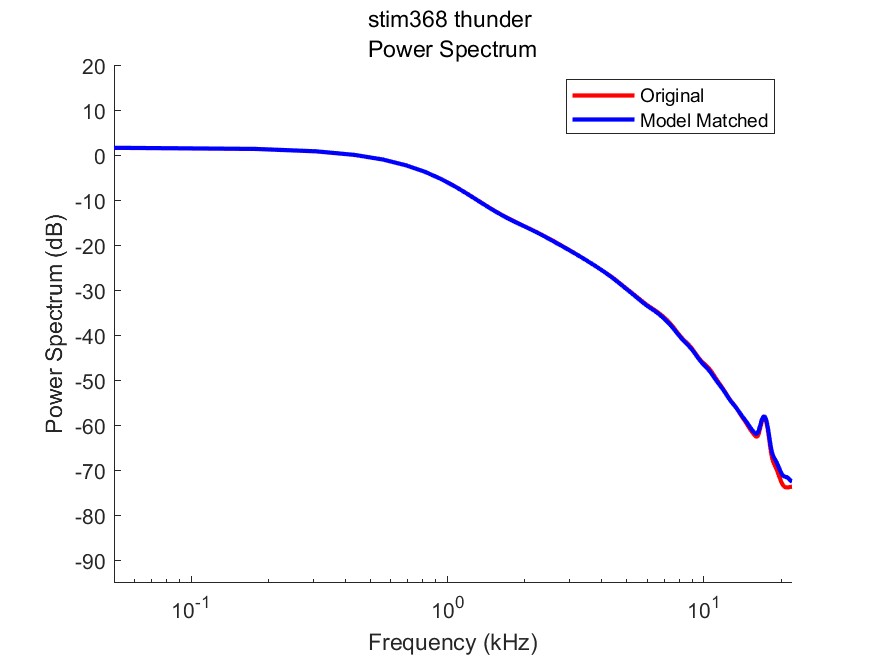 stim368 thunder
Power Spectrum
Original
Model Matched
Power Spectrum (dB)
20
10
0
-10
-20
-30
-40
-50
-60
-70
-80
-90
10^-1
10^0
10^1
Frequency (kHz)